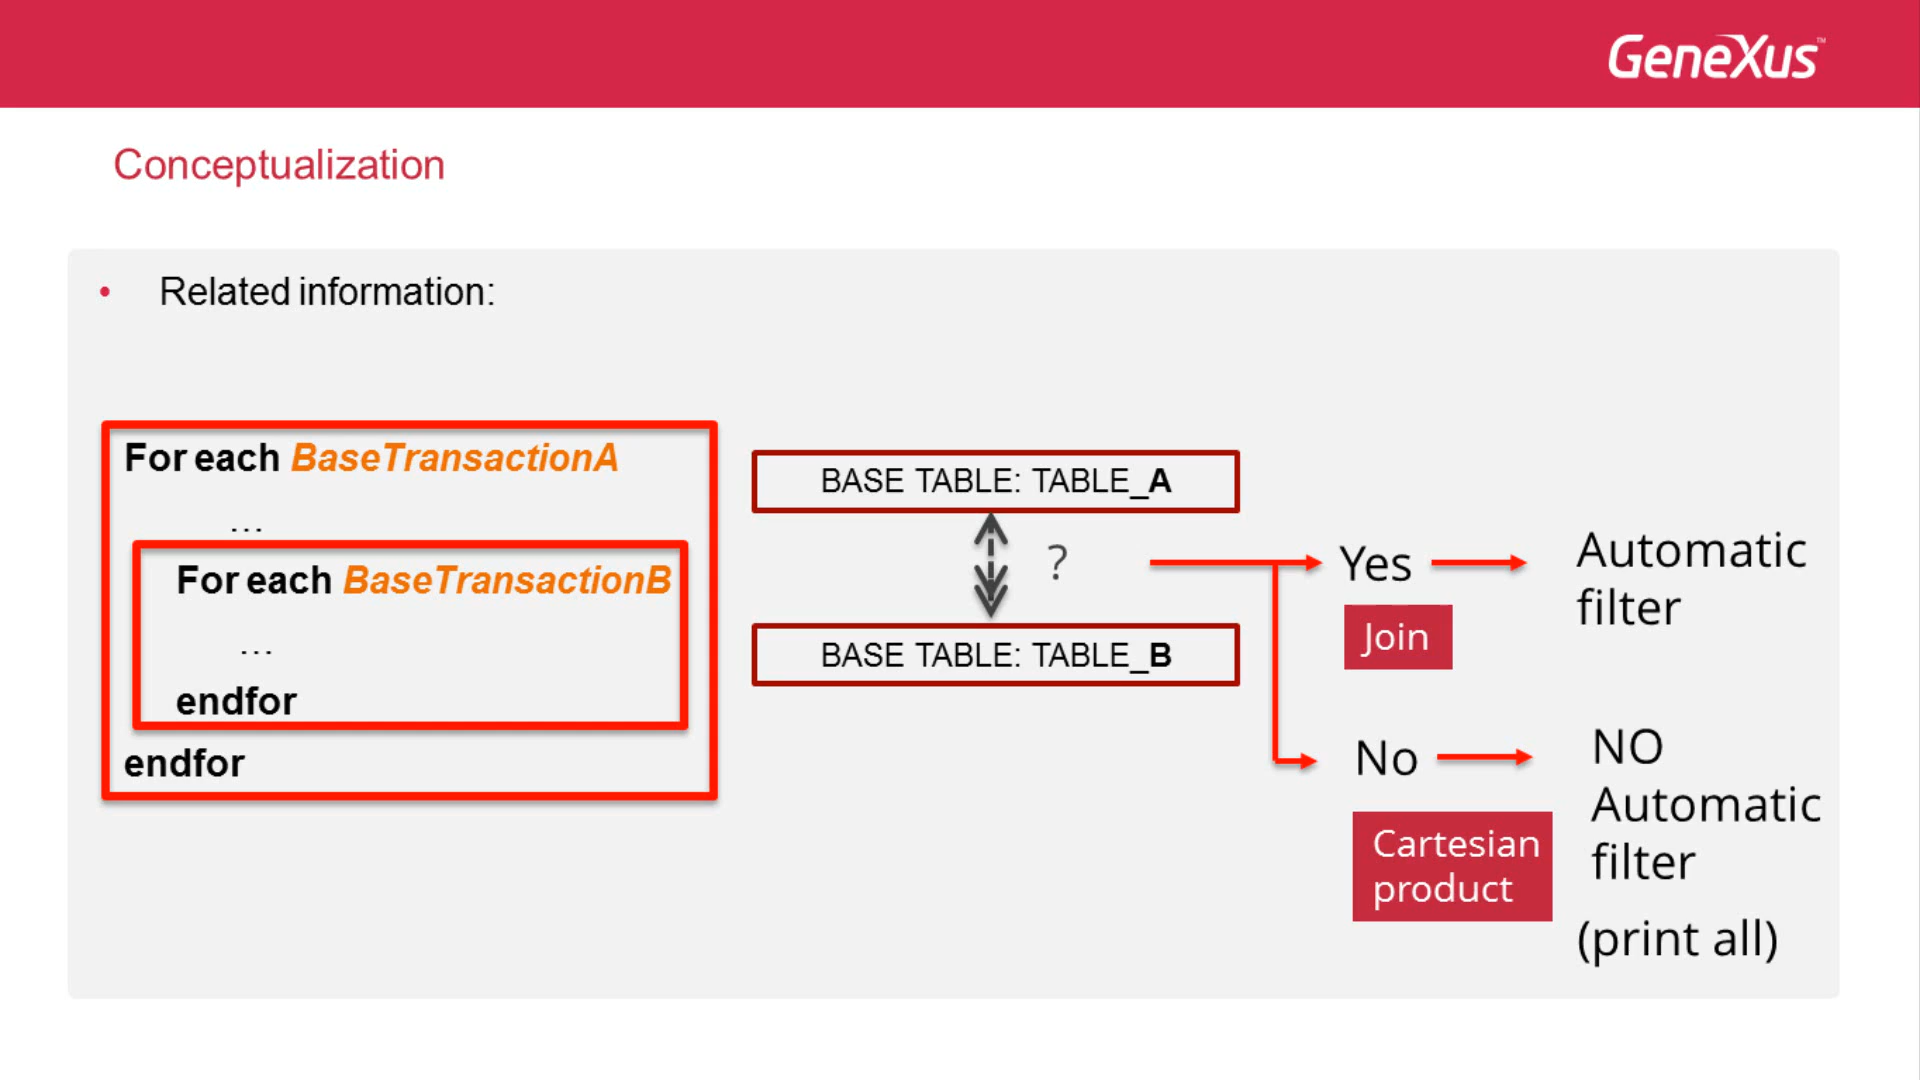 GeneXus™
Conceptualization
• Related information:
For each BaseTransactionA
...
For each BaseTransactionB
...
endfor
endfor
BASE TABLE: TABLE_A
?
BASE TABLE: TABLE_B
Yes
Join
Automatic
filter
No
Cartesian
product
NO
Automatic
filter
(print all)